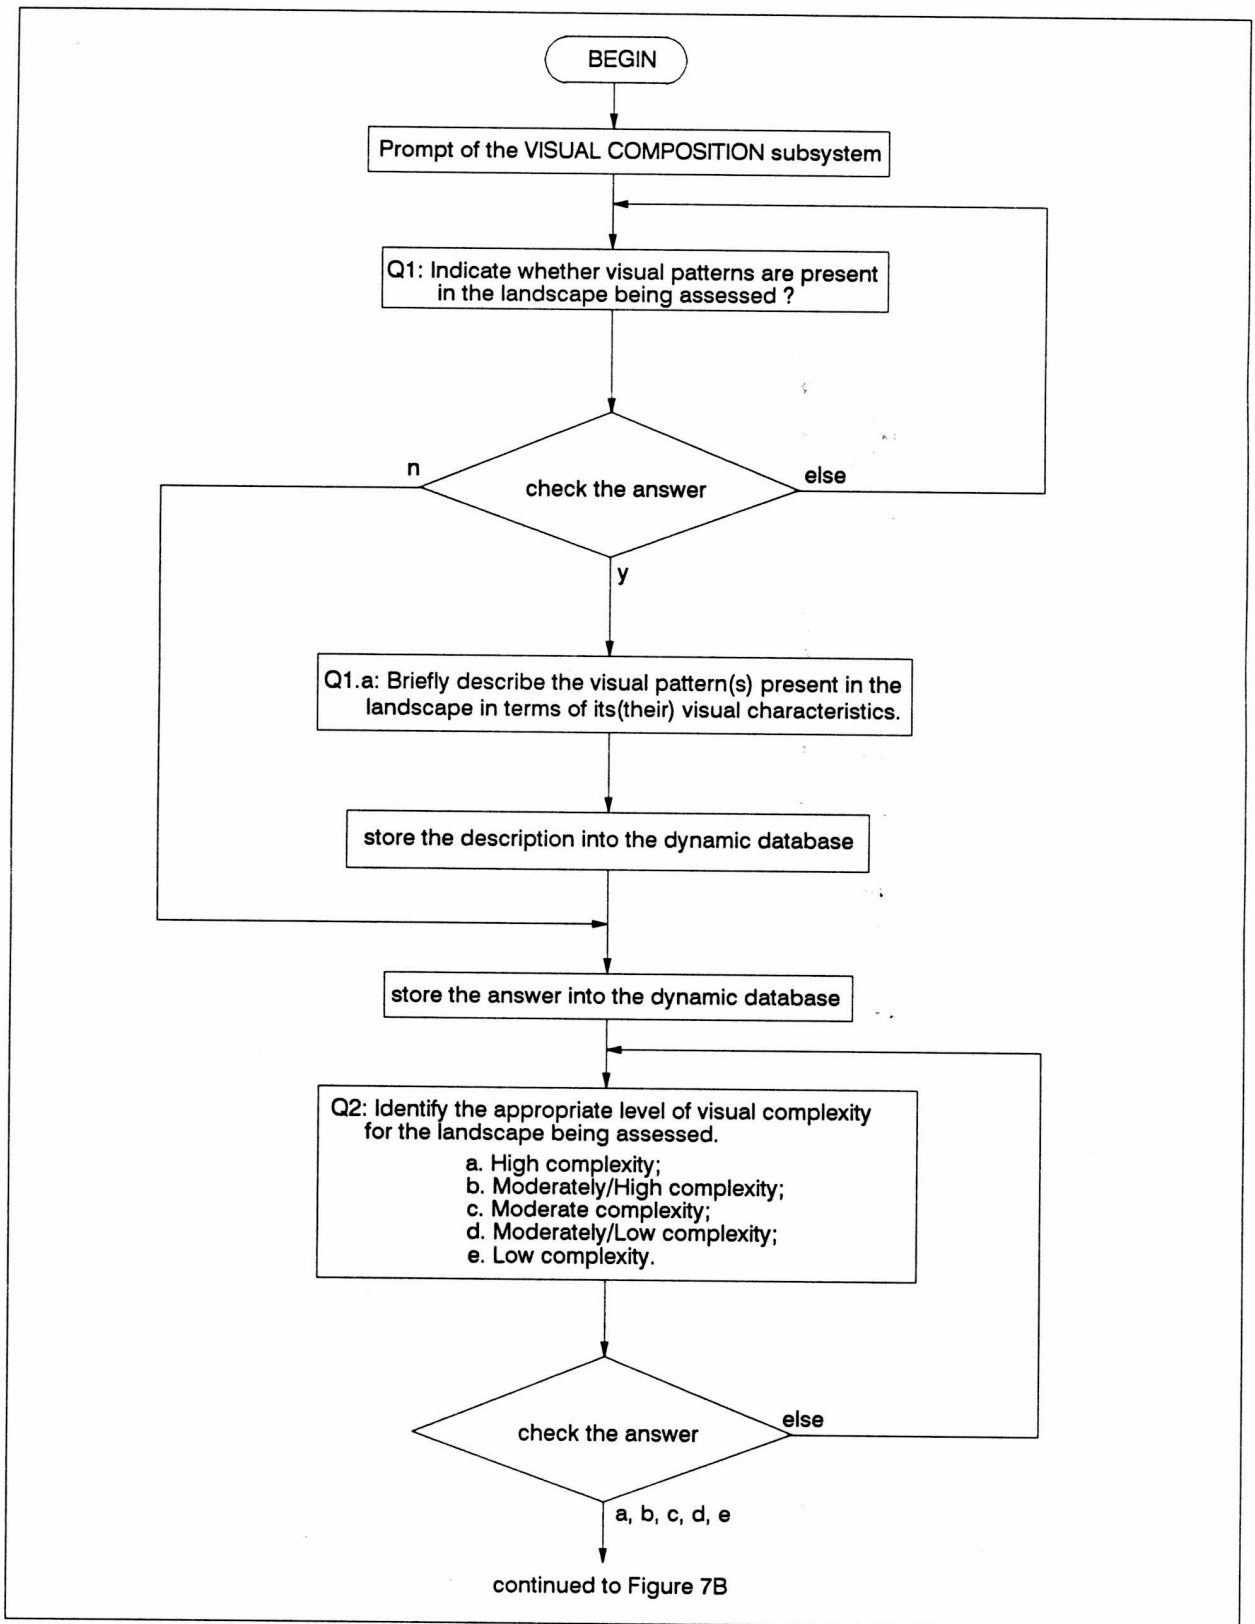 BEGIN
Prompt of the VISUAL COMPOSITION subsystem
Q1: Indicate whether visual patterns are present
in the landscape being assessed ?
n
check the answer
else
y
Q1.a: Briefly describe the visual pattern(s) present in the
landscape in terms of its(their) visual characteristics.
store the description into the dynamic database
store the answer into the dynamic database
Q2: Identify the appropriate level of visual complexity
for the landscape being assessed.
a. High complexity;
b. Moderately/High complexity;
c. Moderate complexity;
d. Moderately/Low complexity;
e. Low complexity.
check the answer
else
a, b, c, d, e
continued to Figure 7B